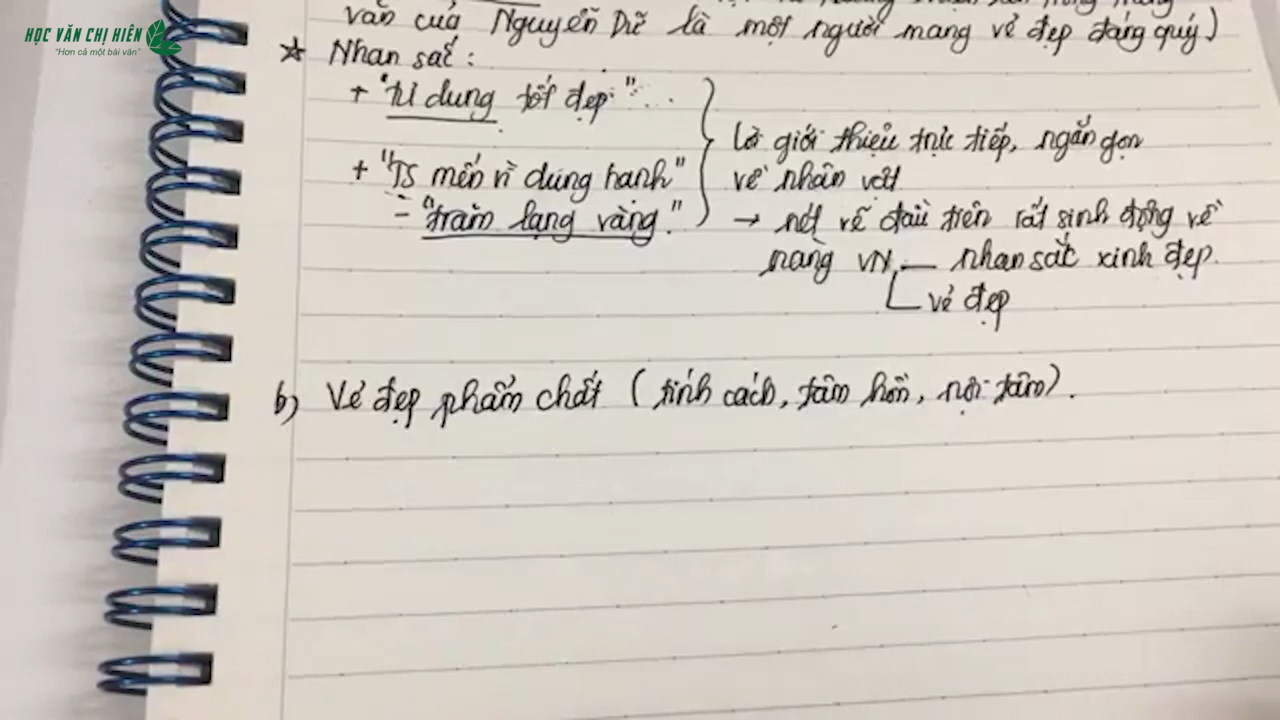 HỌC VĂN CHỊ HIÊN
"Hơn cả một bài văn"
văn của Nguyễn Dữ là một người mang vẻ đẹp đáng quý)
* Nhan sắc :
+ "tư dung tốt đẹp"...
+ "TS mến vì dung hạnh"
= "trăm lạng vàng."
Lời giới thiệu trực tiếp, ngắn gọn
về nhân vật
→ nét vẽ đầu tiên rất sinh động về
nàng VN — nhan sắc xinh đẹp.
vẻ đẹp
b) Vẻ đẹp phẩm chất ( tính cách, tâm hồn, nội tâm).